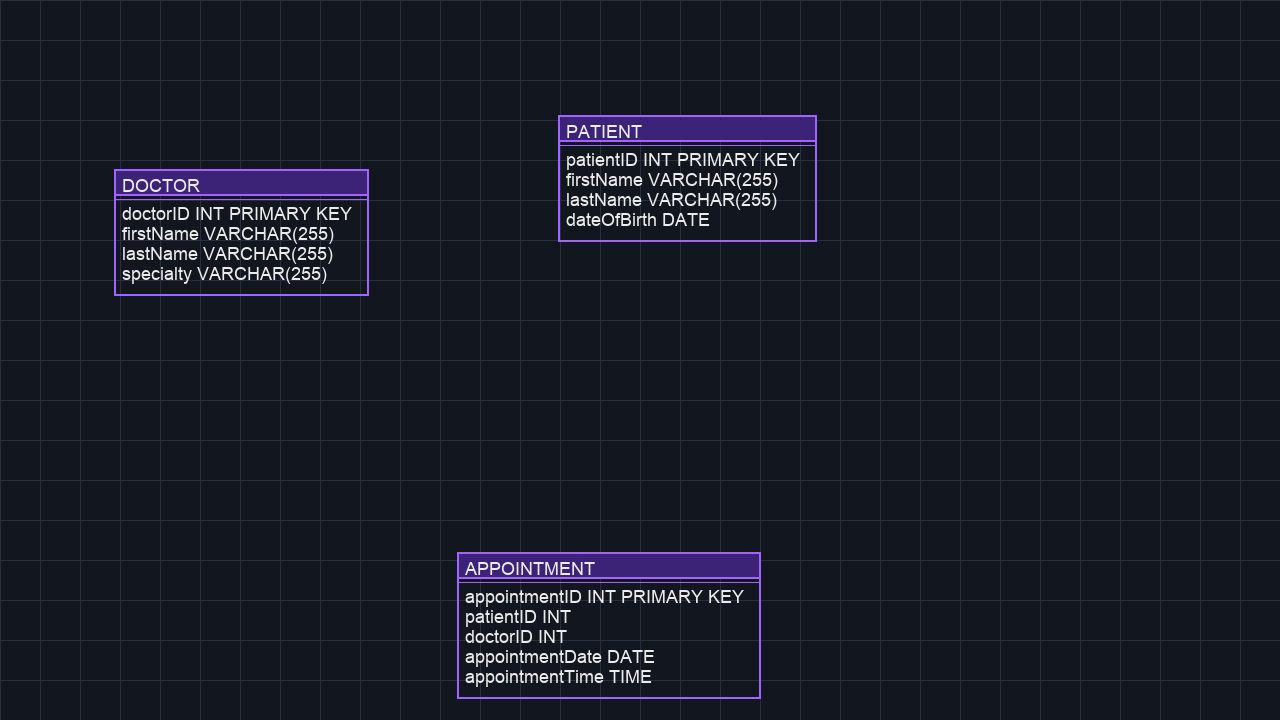 DOCTOR
doctorID INT PRIMARY KEY
firstName VARCHAR(255)
lastName VARCHAR(255)
specialty VARCHAR(255)
PATIENT
patientID INT PRIMARY KEY
firstName VARCHAR(255)
lastName VARCHAR(255)
dateOfBirth DATE
APPOINTMENT
appointmentID INT PRIMARY KEY
patientID INT
doctorID INT
appointmentDate DATE
appointmentTime TIME